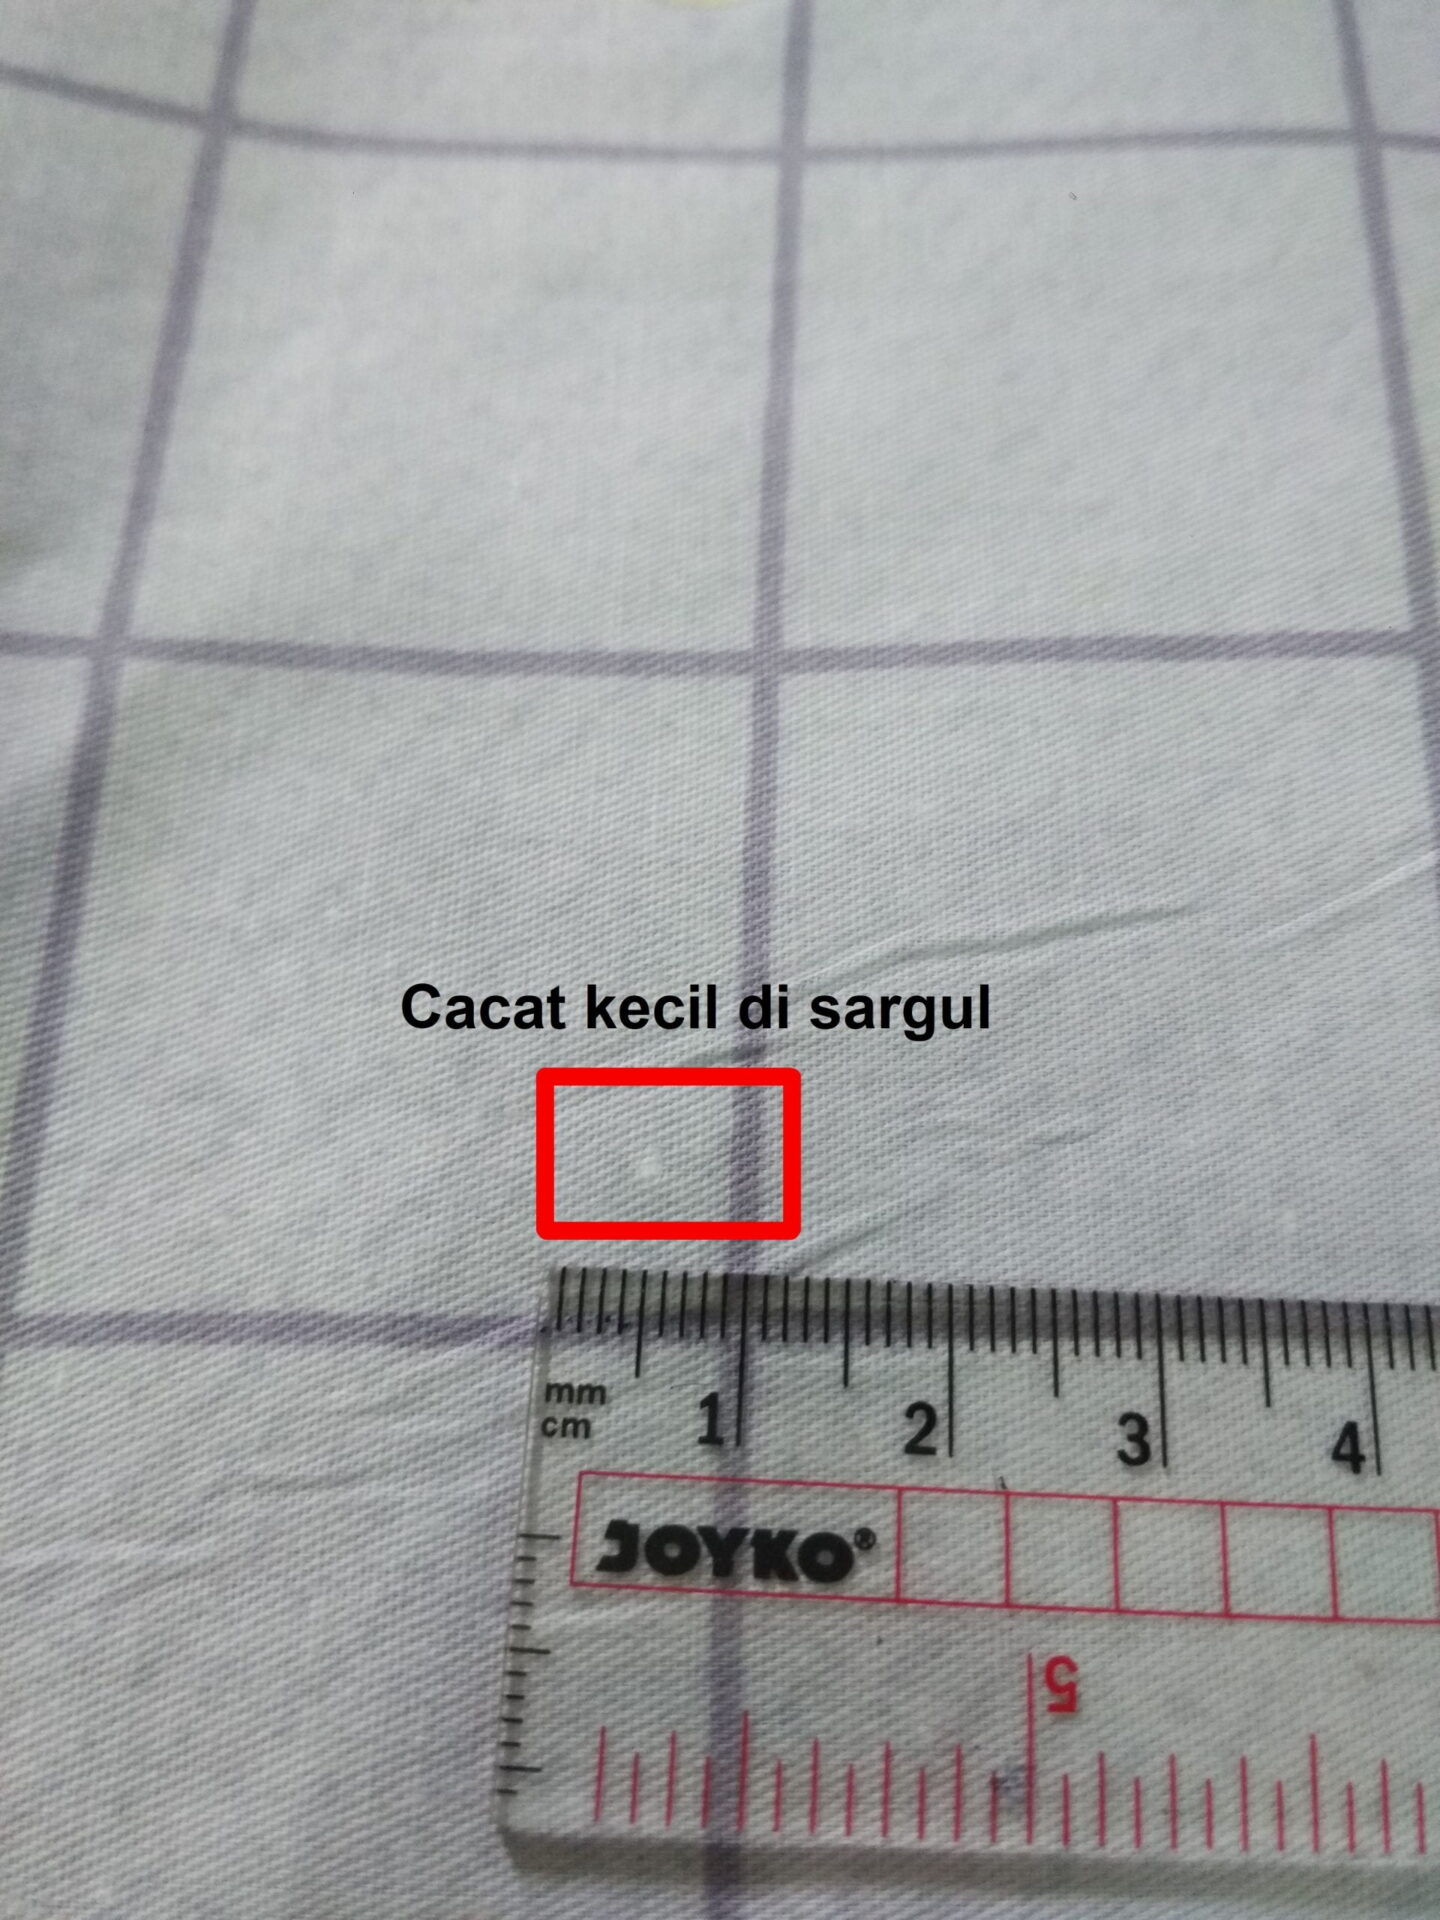 Cacat kecil di sargul
mm
cm
1 2 3 4
JOYKO®
5